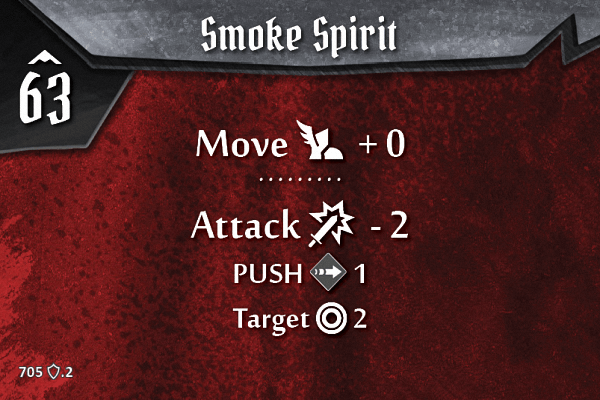 Smoke Spirit
63
Move + 0
Attack - 2
PUSH 1
Target 2
705 .2